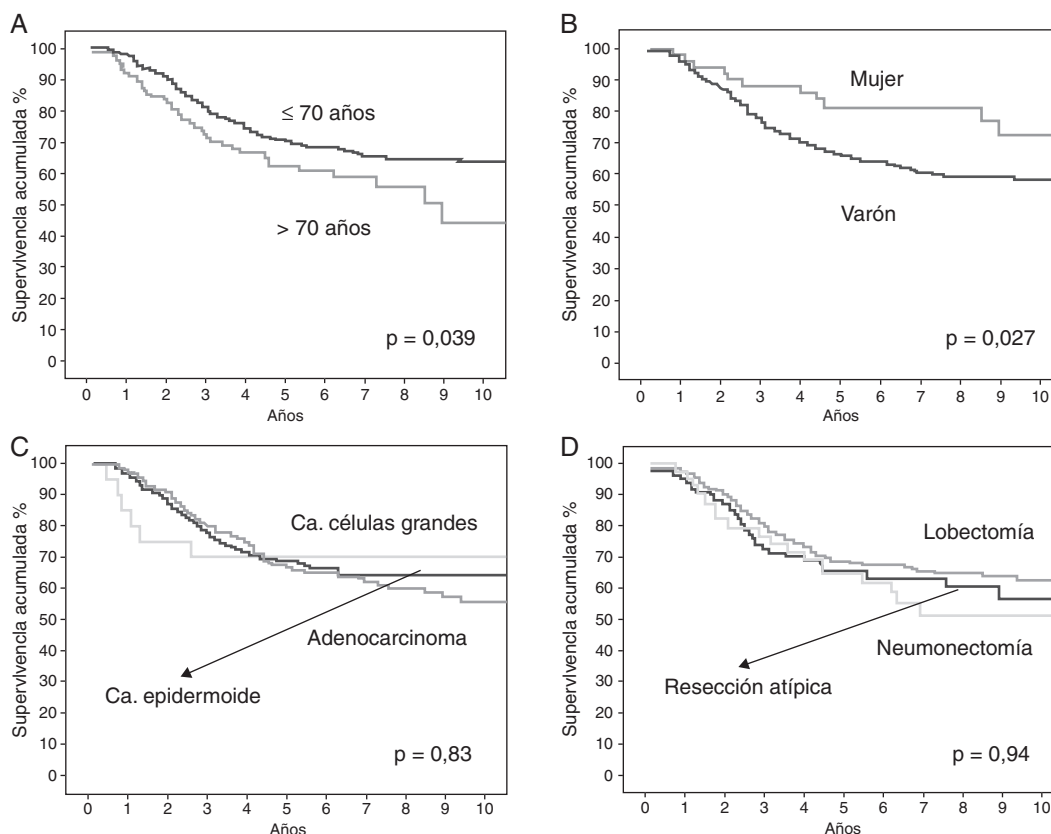 A
Supervlvencla acumulada %
100
90
80
70
60
50
40
30
20
10
0
≤ 70 años
> 70 años
p = 0,039
0 1 2 3 4 5 6 7 8 9 10
Años
B
Supervlvencla acumulada %
100
90
80
70
60
50
40
30
20
10
0
Mujer
Varón
p = 0,027
0 1 2 3 4 5 6 7 8 9 10
Años
C
Supervlvencla acumulada %
100
90
80
70
60
50
40
30
20
10
0
Ca. células grandes
Adenocarcinoma
Ca. epidermoide
p = 0,83
0 1 2 3 4 5 6 7 8 9 10
Años
D
Supervlvencla acumulada %
100
90
80
70
60
50
40
30
20
10
0
Lobectomía
Neumonectomía
Resección atípica
p = 0,94
0 1 2 3 4 5 6 7 8 9 10
Años